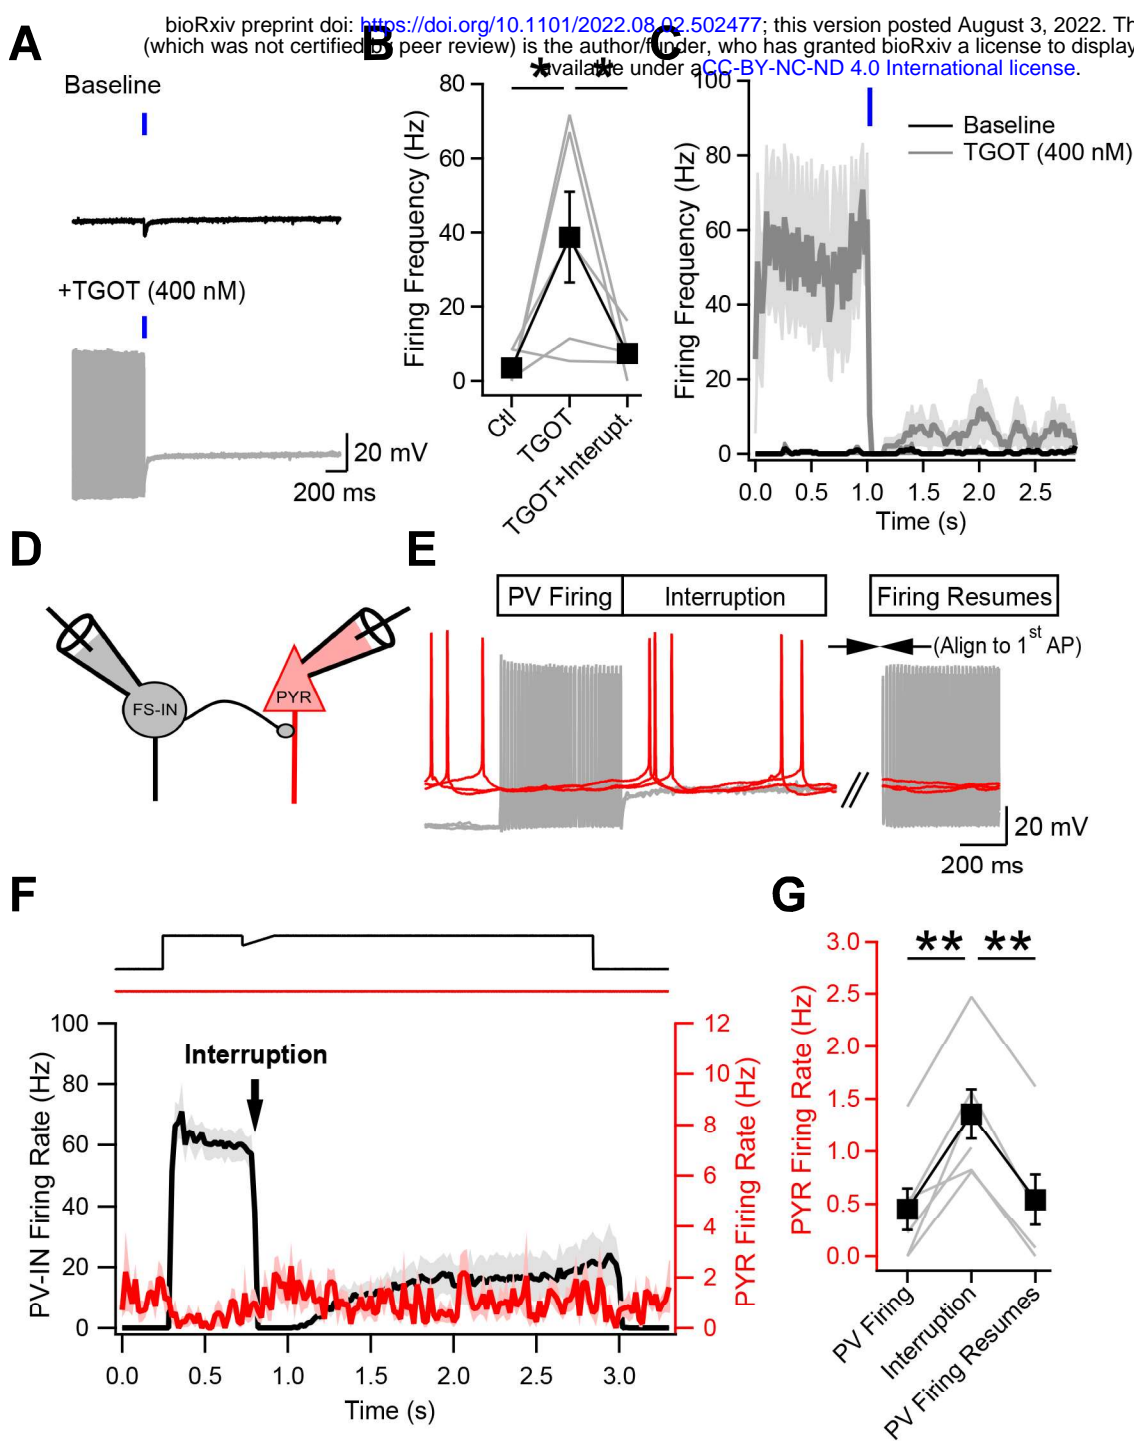 bioRxiv preprint doi: https://doi.org/10.1101/2022.08.02.502477; this version posted August 3, 2022. Th
(which was not certified by peer review) is the author/funder, who has granted bioRxiv a license to display
available under aCC-BY-NC-ND 4.0 International license.
A
Baseline
+TGOT (400 nM)
20 mV
200 ms
B
* *
Firing Frequency (Hz)
80
60
40
20
0
Ctl
TGOT
TGOT+Interupt.
C
Firing Frequency (Hz)
100
80
60
40
20
0
Baseline
TGOT (400 nM)
0.0 0.5 1.0 1.5 2.0 2.5
Time (s)
D
FS-IN
PYR
E
PV Firing
Interruption
Firing Resumes
(Align to 1st AP)
20 mV
200 ms
F
Interruption
PV-IN Firing Rate (Hz)
100
80
60
40
20
0
PYR Firing Rate (Hz)
12
10
8
6
4
2
0
0.0 0.5 1.0 1.5 2.0 2.5 3.0
Time (s)
G
** **
PYR Firing Rate (Hz)
3.0
2.5
2.0
1.5
1.0
0.5
0.0
PV Firing
Interruption
PV Firing Resumes